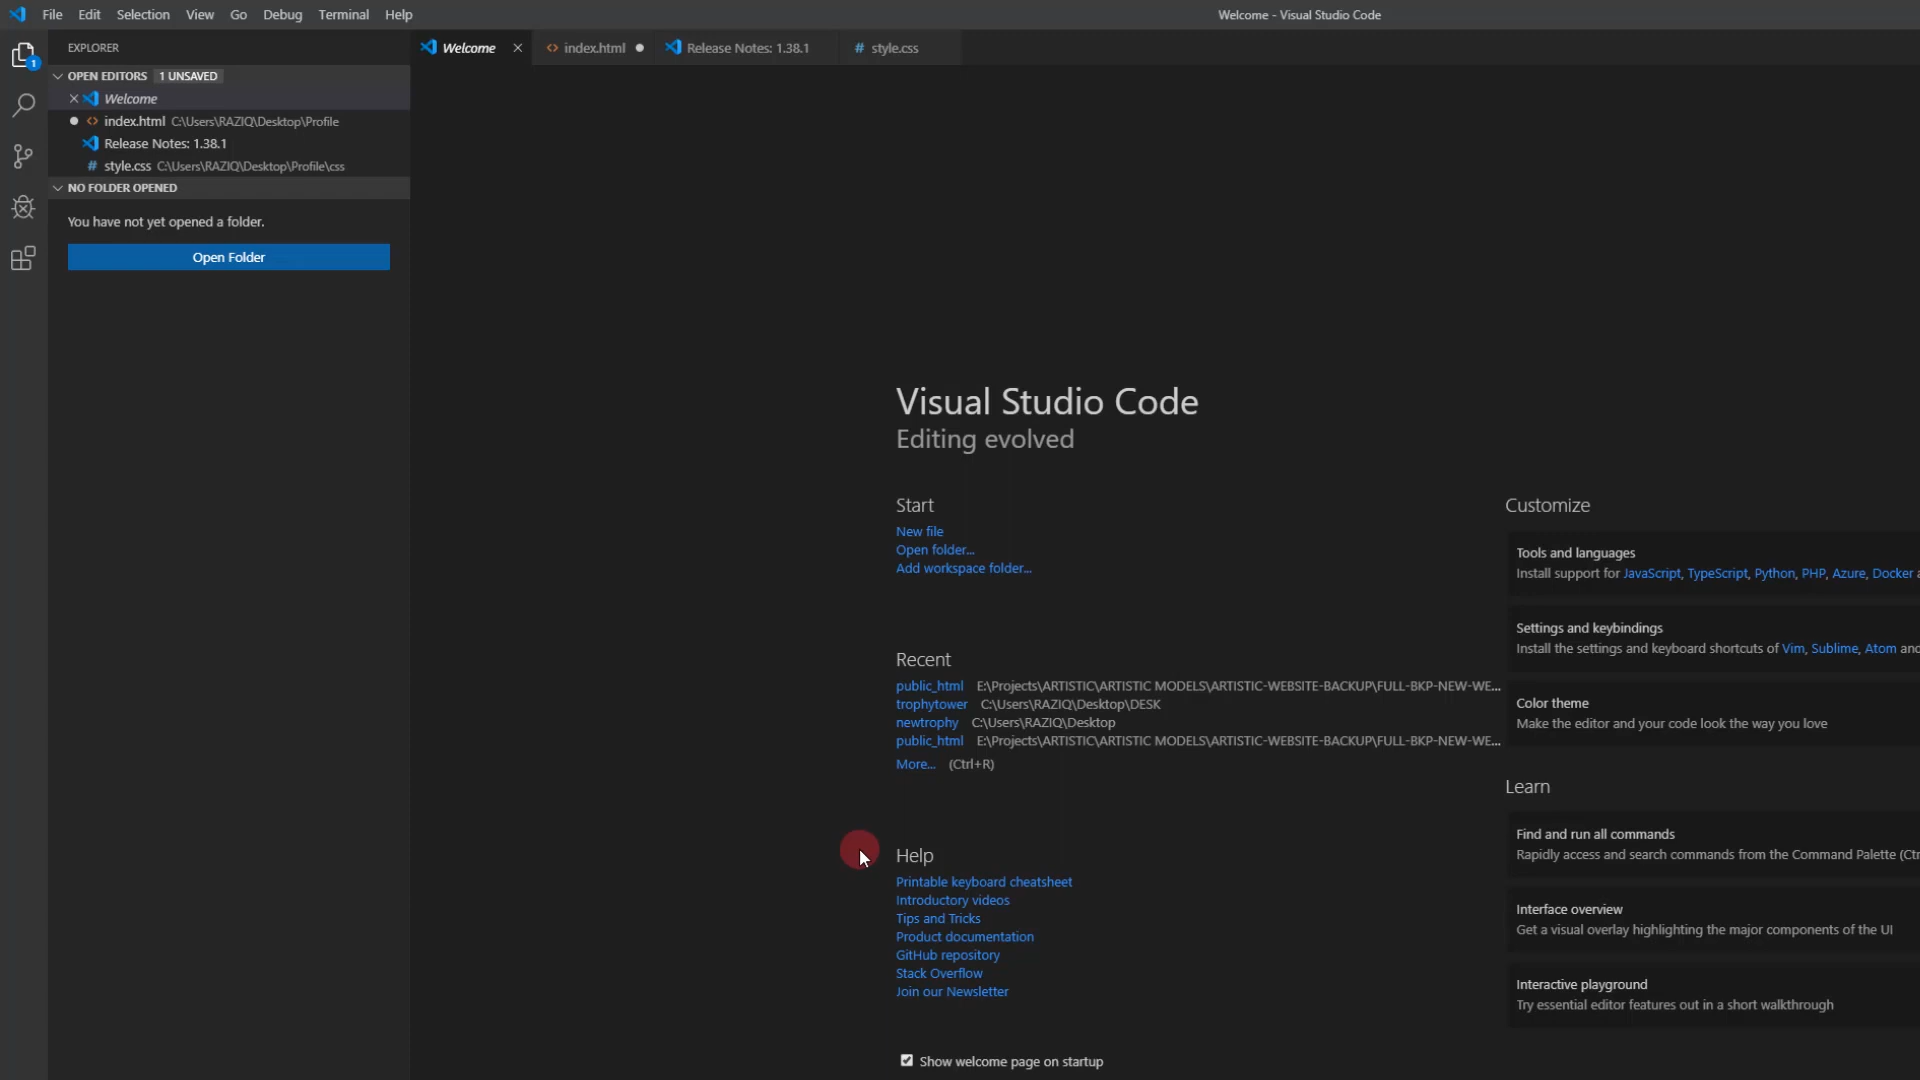 File Edit Selection View Go Debug Terminal Help
Welcome - Visual Studio Code
EXPLORER
OPEN EDITORS 1 UNSAVED
Welcome
index.html C:\Users\RAZIQ\Desktop\Profile
Release Notes: 1.38.1
style.css C:\Users\RAZIQ\Desktop\Profile\css
NO FOLDER OPENED
You have not yet opened a folder.
Open Folder
1
Welcome index.html Release Notes: 1.38.1 style.css
Visual Studio Code
Editing evolved
Start
New file
Open folder...
Add workspace folder...
Recent
public_html E:\Projects\ARTISTIC\ARTISTIC MODELS\ARTISTIC-WEBSITE-BACKUP\FULL-BKP-NEW-WE...
trophytower C:\Users\RAZIQ\Desktop\DESK
newtrophy C:\Users\RAZIQ\Desktop
public_html E:\Projects\ARTISTIC\ARTISTIC MODELS\ARTISTIC-WEBSITE-BACKUP\FULL-BKP-NEW-WE...
More... (Ctrl+R)
Help
Printable keyboard cheatsheet
Introductory videos
Tips and Tricks
Product documentation
GitHub repository
Stack Overflow
Join our Newsletter
Show welcome page on startup
Customize
Tools and languages
Install support for JavaScript, TypeScript, Python, PHP, Azure, Docker a
Settings and keybindings
Install the settings and keyboard shortcuts of Vim, Sublime, Atom and
Color theme
Make the editor and your code look the way you love
Learn
Find and run all commands
Rapidly access and search commands from the Command Palette (Ctr
Interface overview
Get a visual overlay highlighting the major components of the UI
Interactive playground
Try essential editor features out in a short walkthrough